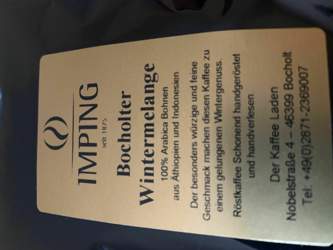 IMPING
seit 1875
Bocholter
Wintermelange
100% Arabica Bohnen
aus Äthiopien und Indonesien
Der besonders würzige und feine
Geschmack machen diesen Kaffee zu
einem gelungenen Wintergenuss.
Röstkaffee Schonend handgeröstet
und handverlesen
Der Kaffee Laden
Nobelstraße 4 – 46399 Bocholt
Tel: +49(0)2871-2369007